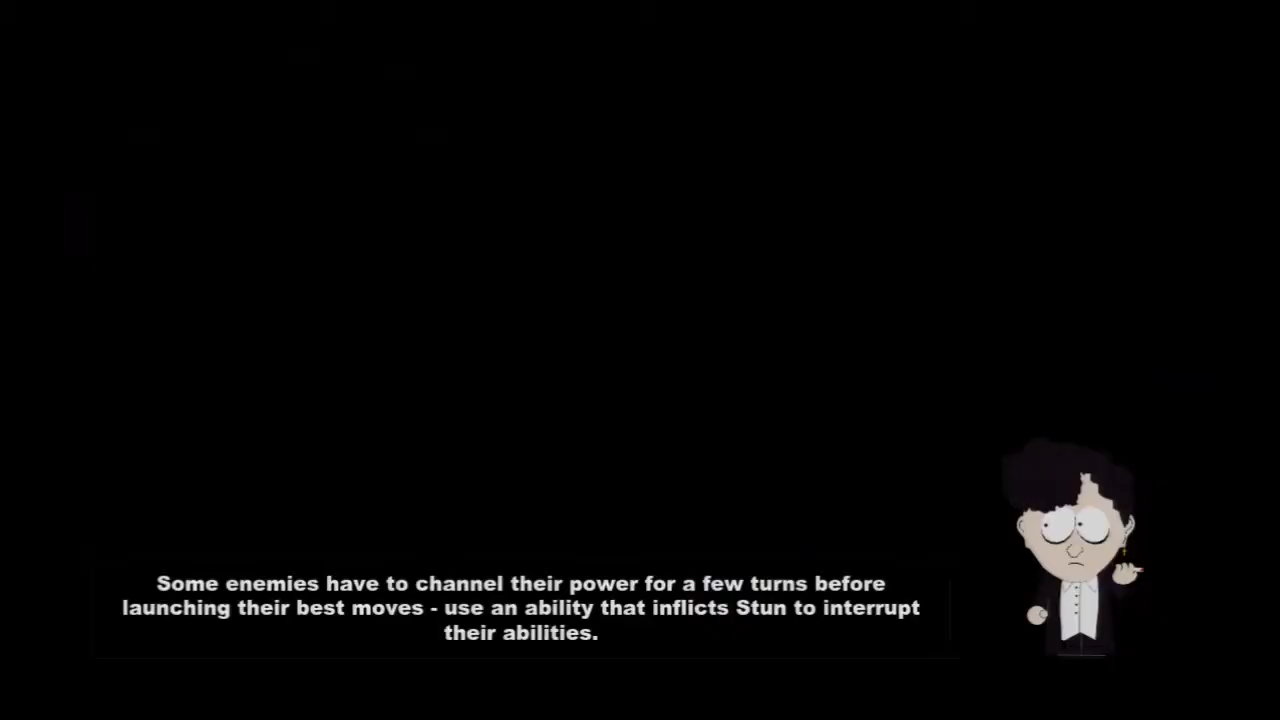 Some enemies have to channel their power for a few turns before
launching their best moves - use an ability that inflicts Stun to interrupt
their abilities.